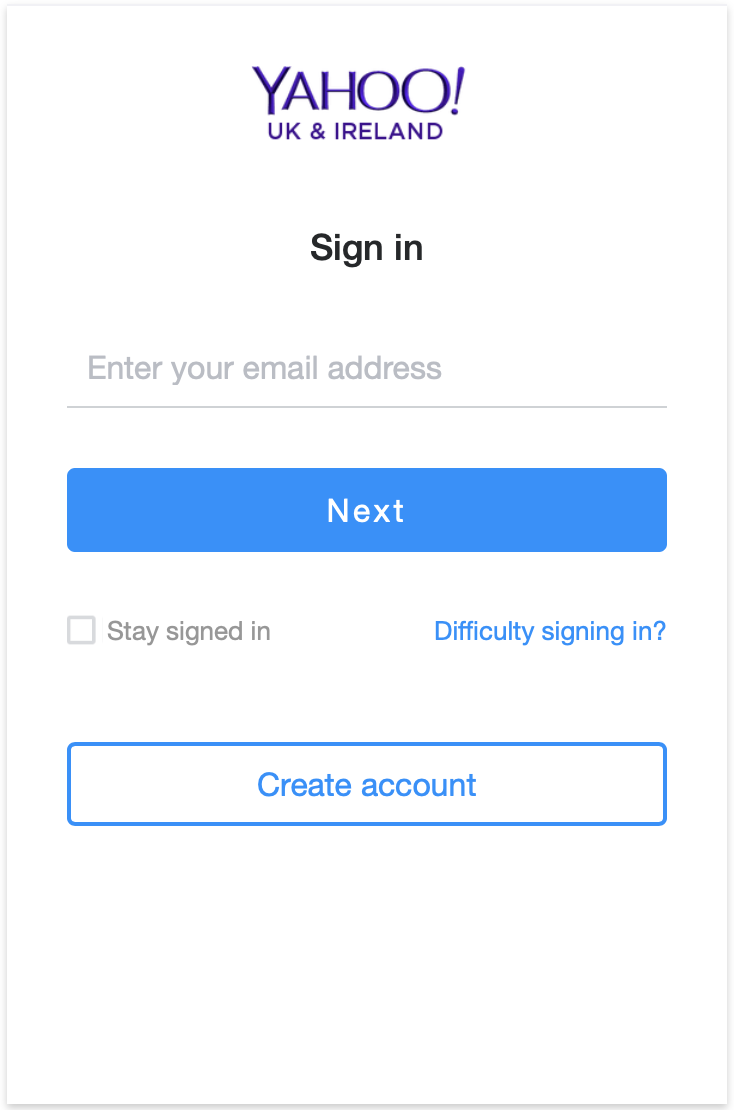 YAHOO!
UK & IRELAND
Sign in
Enter your email address
Next
Stay signed in
Difficulty signing in?
Create account